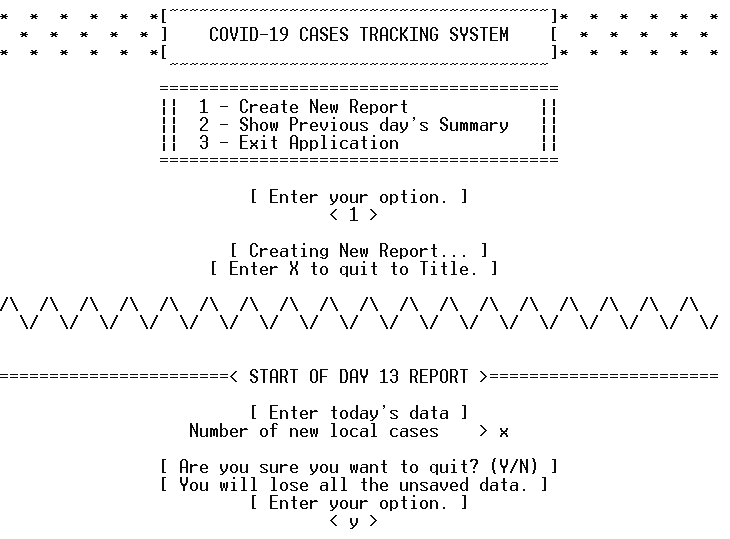 *  *  *  *  *[~~~~~~~~~~~~~~~~~~~~~~~~~~~~~~~~~~~~~~]*  *  *  *  *  *
*  *  *  *  * ]    COVID-19 CASES TRACKING SYSTEM    [  *  *  *  *  *
*  *  *  *  *[~~~~~~~~~~~~~~~~~~~~~~~~~~~~~~~~~~~~~~]*  *  *  *  *  *
========================================
||  1 - Create New Report             ||
||  2 - Show Previous day's Summary   ||
||  3 - Exit Application              ||
========================================
[ Enter your option. ]
< 1 >
[ Creating New Report... ]
[ Enter X to quit to Title. ]
/\  /\  /\  /\  /\  /\  /\  /\  /\  /\  /\  /\  /\  /\  /\  /\  /\  /\
\/  \/  \/  \/  \/  \/  \/  \/  \/  \/  \/  \/  \/  \/  \/  \/  \/  \/
=======================< START OF DAY 13 REPORT >=======================
[ Enter today's data ]
Number of new local cases    > x
[ Are you sure you want to quit? (Y/N) ]
[ You will lose all the unsaved data. ]
[ Enter your option. ]
< y >